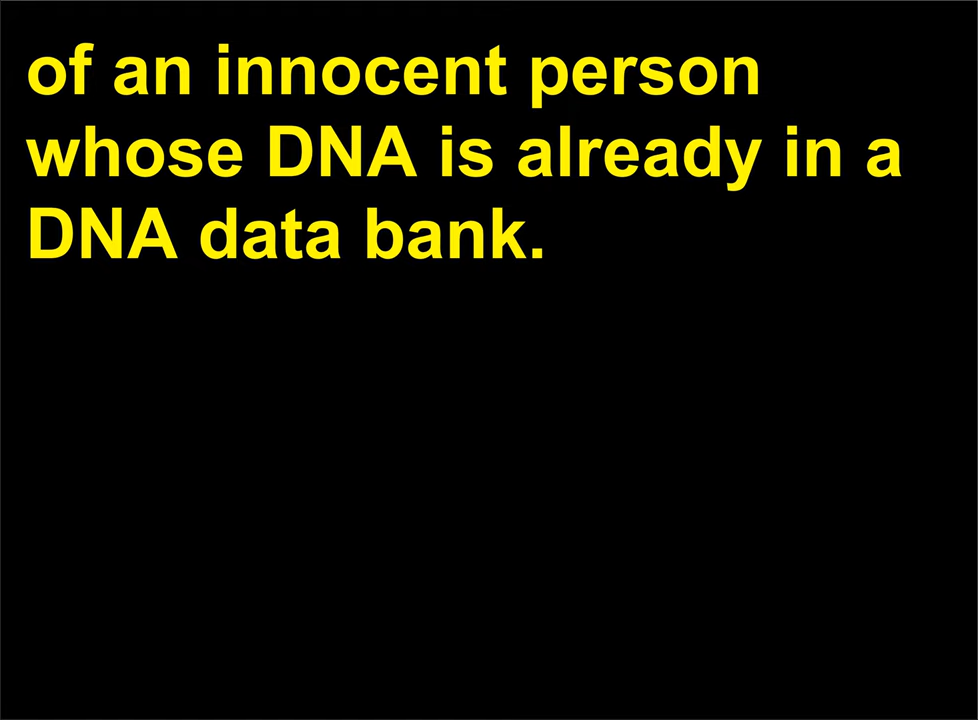 of an innocent person
whose DNA is already in a
DNA data bank.